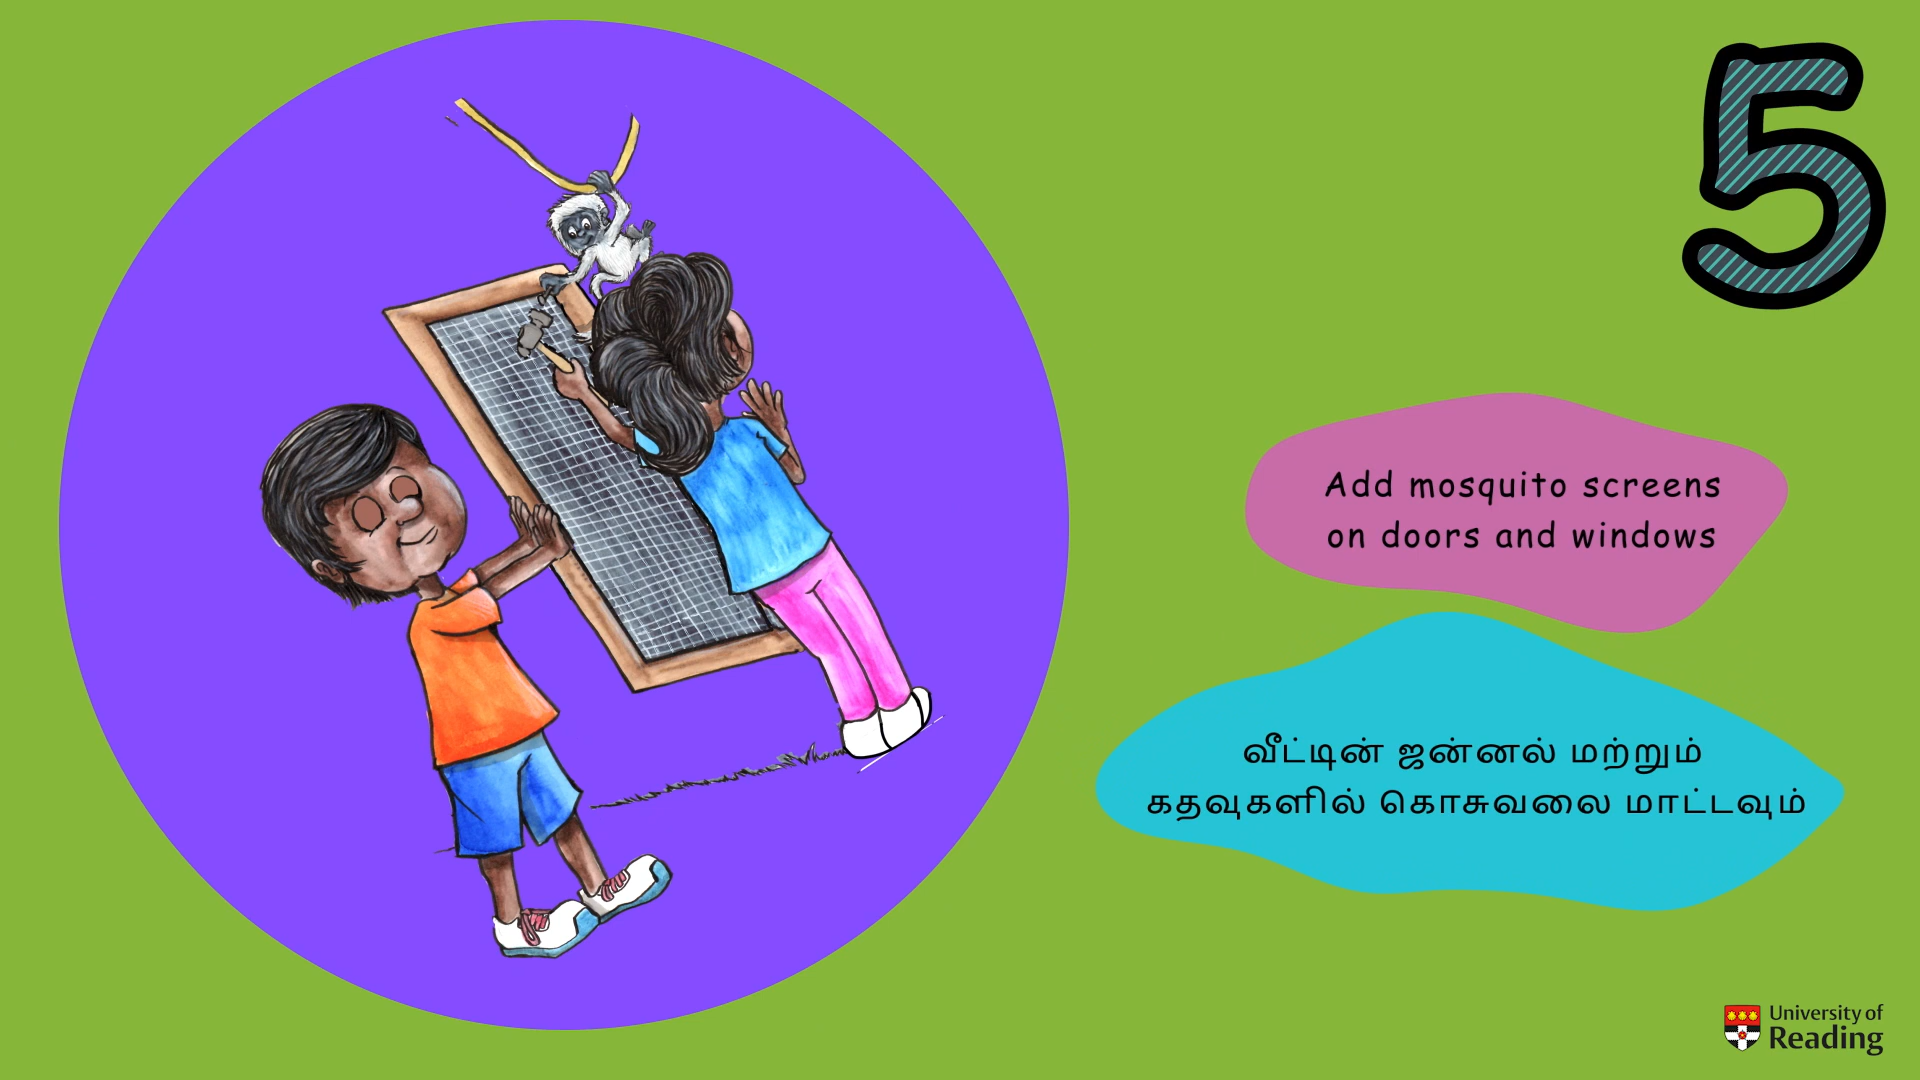 5
Add mosquito screens
on doors and windows
வீட்டின் ஜன்னல் மற்றும்
கதவுகளில் கொசுவலை மாட்டவும்
University of
Reading